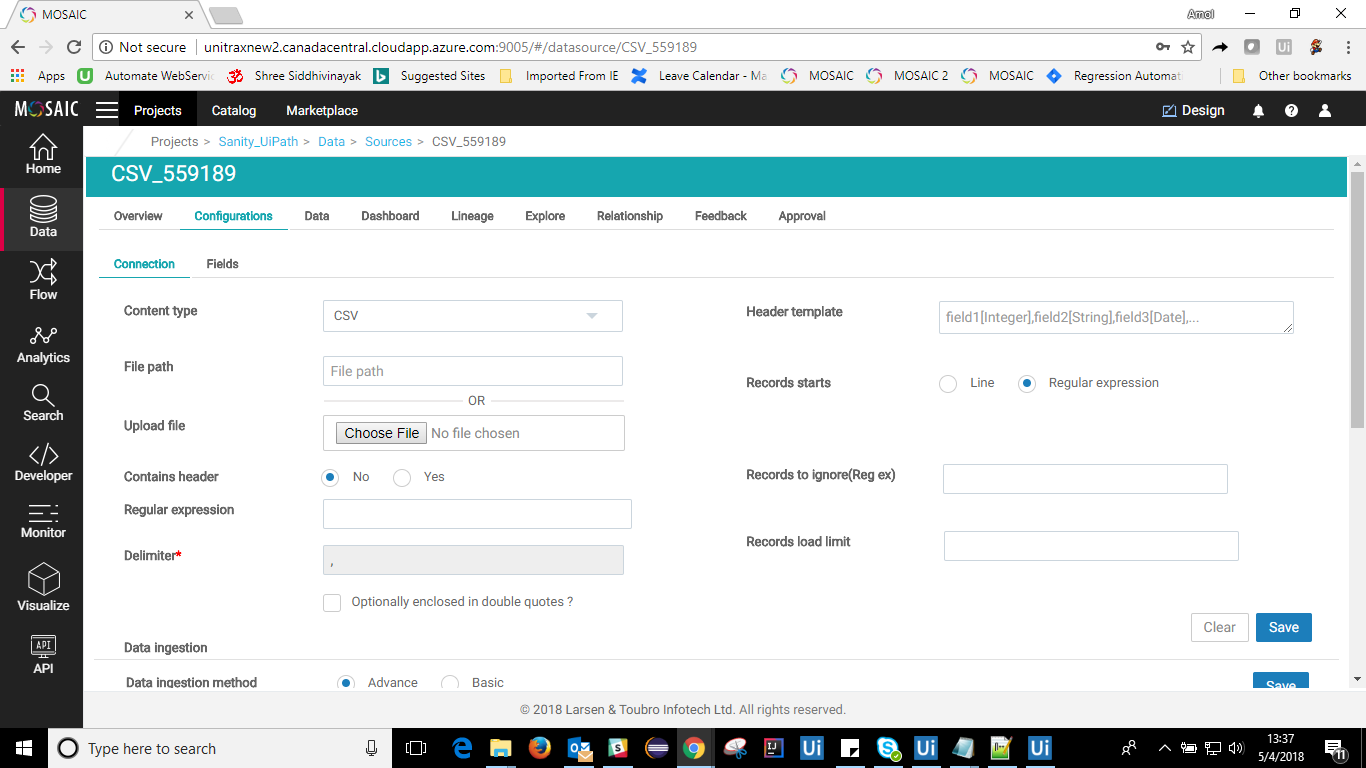 MOSAIC
Amol
Not secure
unitraxnew2.canadacentral.cloudapp.azure.com:9005/#/datasource/CSV_559189
Apps Automate WebServic Shree Siddhivinayak Suggested Sites Imported From IE Leave Calendar - Ma MOSAIC MOSAIC 2 MOSAIC Regression Automat Other bookmarks
MOSAIC Projects Catalog Marketplace Design
Projects > Sanity_UiPath > Data > Sources > CSV_559189
Home
Data
Flow
Analytics
Search
Developer
Monitor
Visualize
API
API
CSV_559189
Overview Configurations Data Dashboard Lineage Explore Relationship Feedback Approval
Connection Fields
Content type CSV
File path File path
OR
Upload file Choose File No file chosen
Contains header No Yes
Regular expression
Delimiter* ,
Optionally enclosed in double quotes ?
Header template field1[Integer],field2[String],field3[Date],...
Records starts Line Regular expression
Records to ignore(Reg ex)
Records load limit
Clear Save
Data ingestion
Data ingestion method Advance Basic Save
© 2018 Larsen & Toubro Infotech Ltd. All rights reserved.
Type here to search
13:37
5/4/2018
11